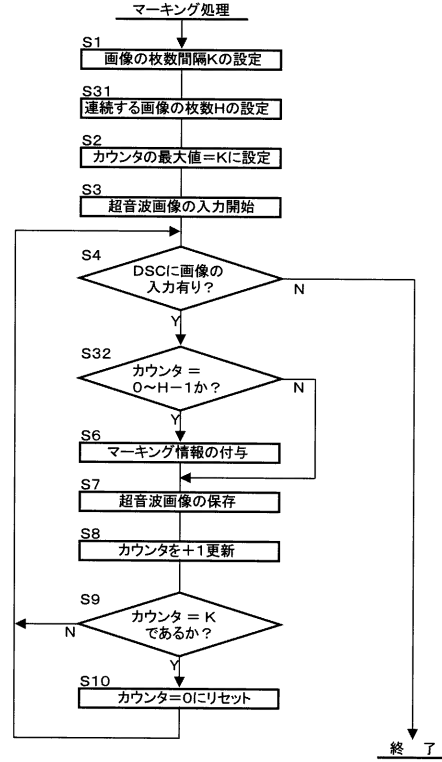 マーキング処理
S1
画像の枚数間隔Kの設定
S31
連続する画像の枚数Hの設定
S2
カウンタの最大値=Kに設定
S3
超音波画像の入力開始
S4
DSCに画像の
入力有り?
N
Y
S32
カウンタ =
0~H-1か?
N
Y
S6
マーキング情報の付与
S7
超音波画像の保存
S8
カウンタを+1更新
S9
カウンタ = K
であるか?
N
Y
S10
カウンタ=0にリセット
終 了